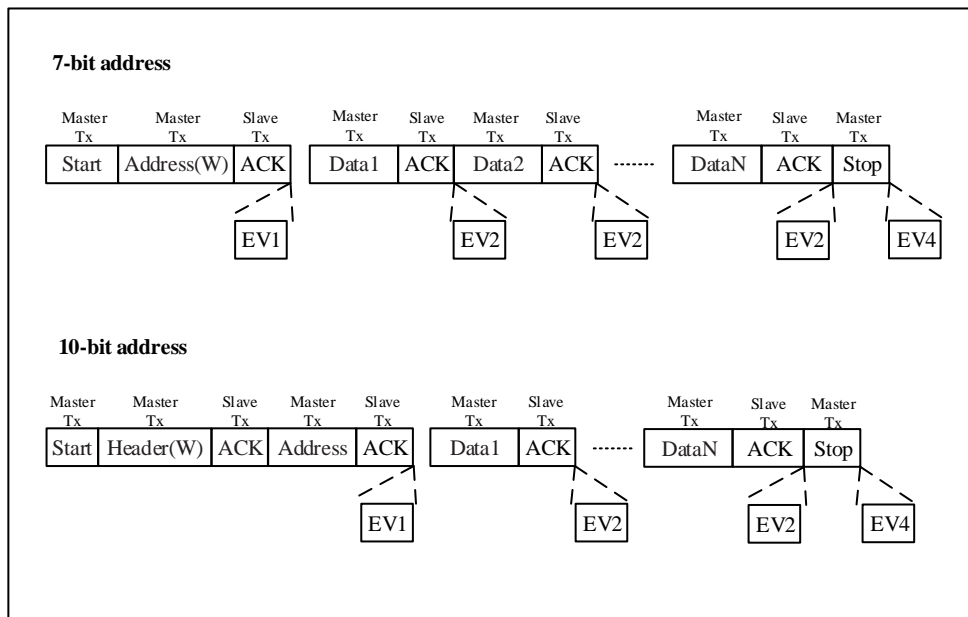 7-bit address
Master Master Slave Master Slave Master Slave Master Slave Master
Tx Tx Tx Tx Tx Tx Tx Tx Tx Tx
Start Address(W) ACK Data1 ACK Data2 ACK DataN ACK Stop
EV1 EV2 EV2 EV2 EV4
10-bit address
Master Master Slave Master Slave Master Slave Master Slave Master
Tx Tx Tx Tx Tx Tx Tx Tx Tx Tx
Start Header(W) ACK Address ACK Data1 ACK DataN ACK Stop
EV1 EV2 EV2 EV4